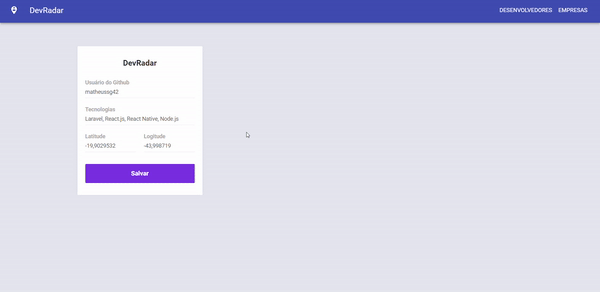 DevRadar
DESENVOLVEDORES EMPRESAS
DevRadar
Usuário do Github
matheussg42
Tecnologias
Laravel, React.js, React Native, Node.js
Latitude Logitude
-19,9029532 -43,998719
Salvar